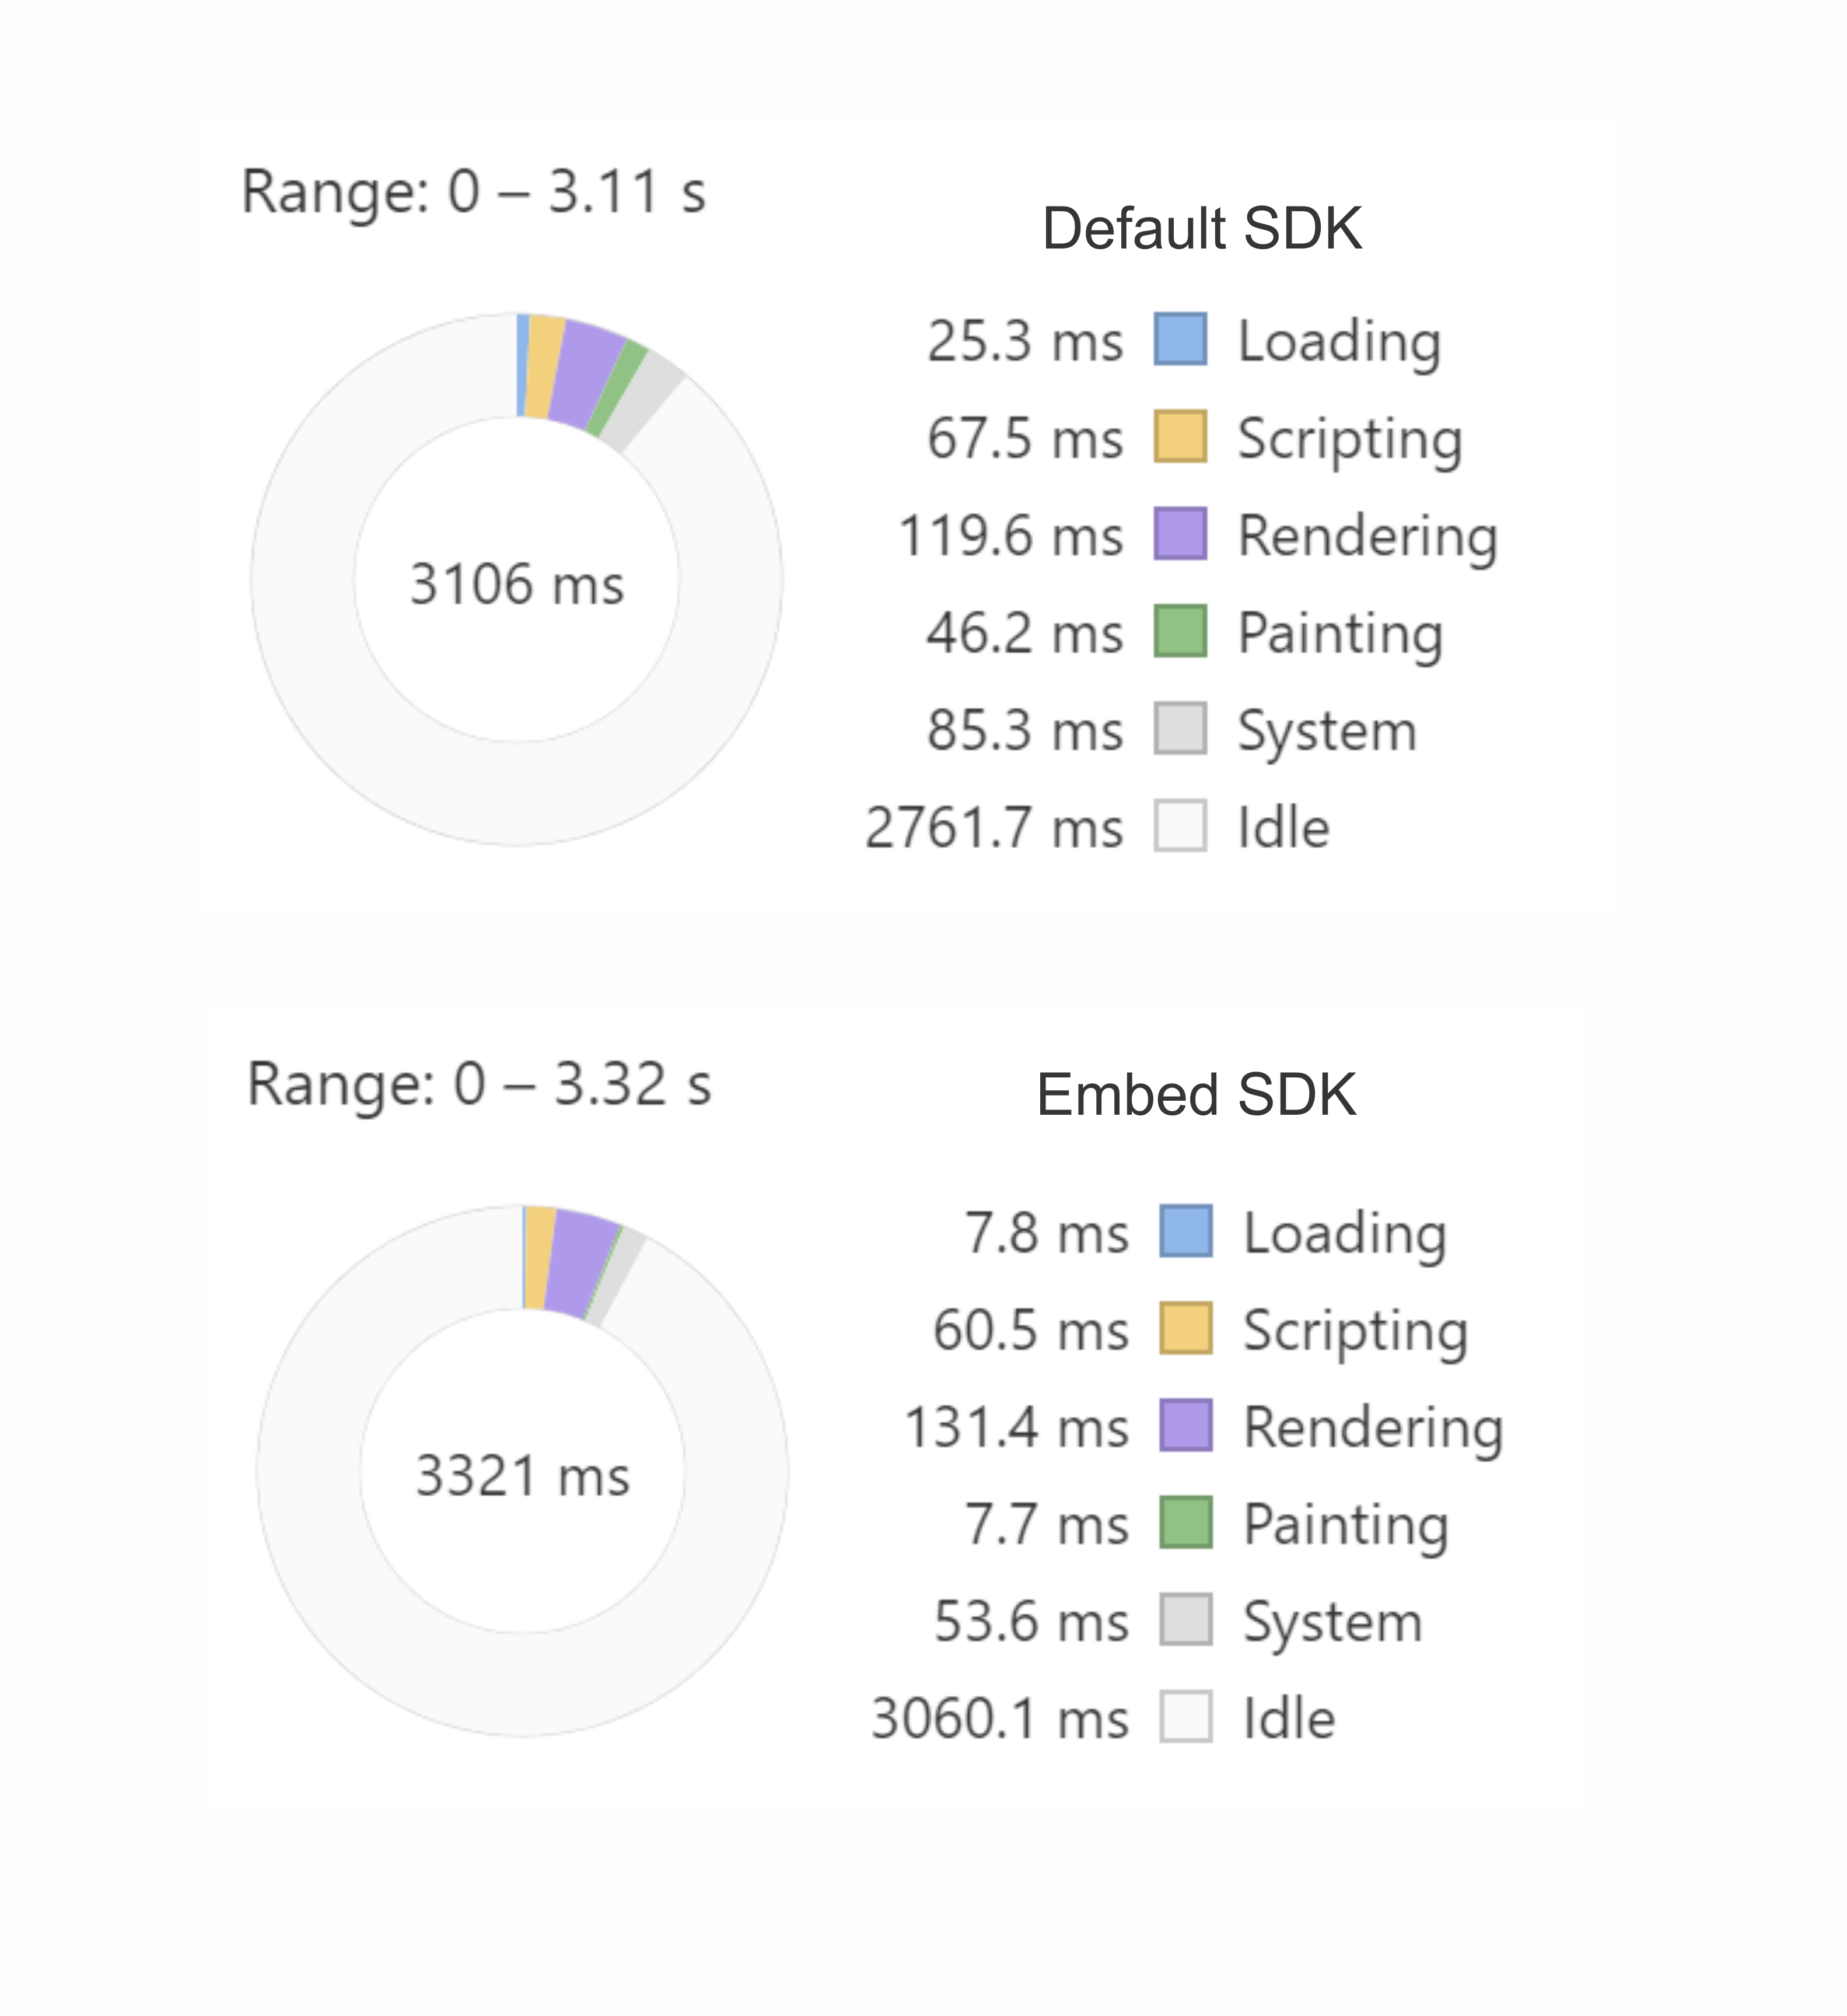 Range: 0 – 3.11 s
Default SDK
25.3 ms Loading
67.5 ms Scripting
119.6 ms Rendering
46.2 ms Painting
85.3 ms System
2761.7 ms Idle
3106 ms
Range: 0 – 3.32 s
Embed SDK
7.8 ms Loading
60.5 ms Scripting
131.4 ms Rendering
7.7 ms Painting
53.6 ms System
3060.1 ms Idle
3321 ms